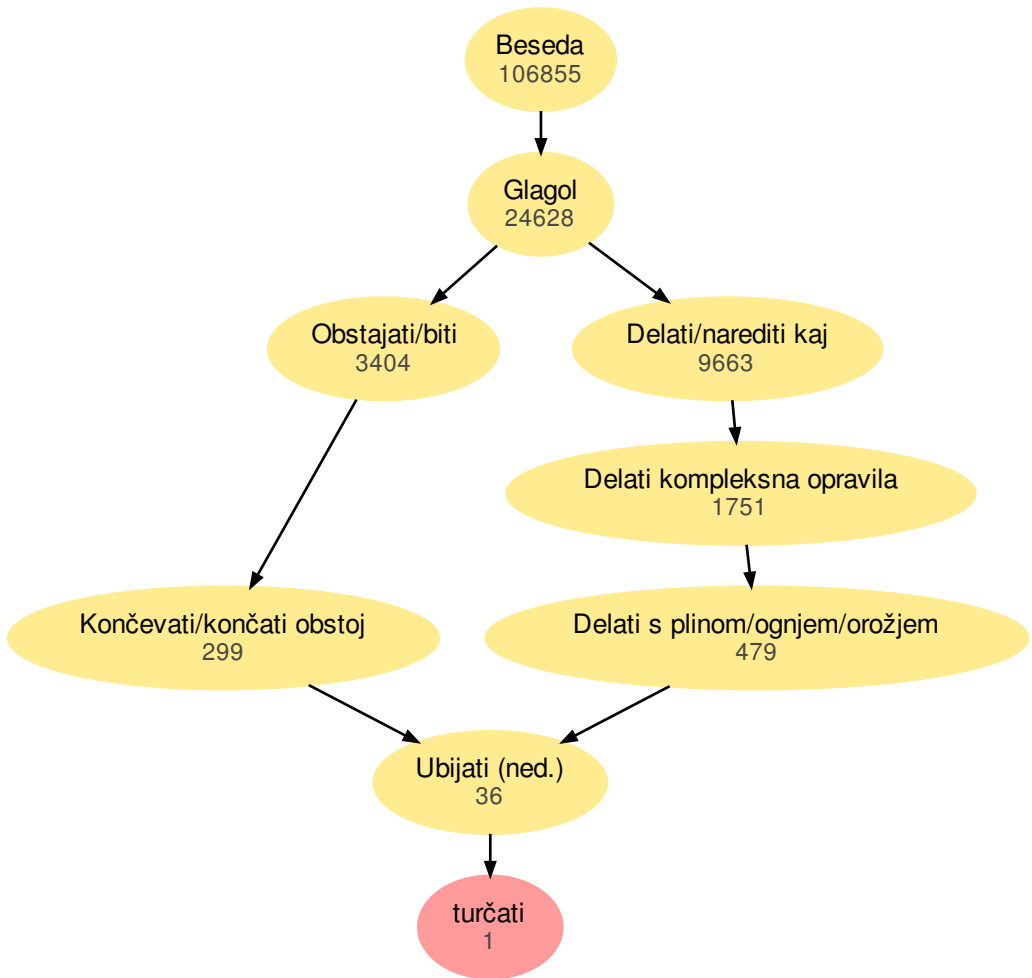 Beseda
106855
Glagol
24628
Obstajati/biti
3404
Delati/narediti kaj
9663
Delati kompleksna opravila
1751
Končevati/končati obstoj
299
Delati s plinom/ognjem/orožjem
479
Ubijati (ned.)
36
turčati
1